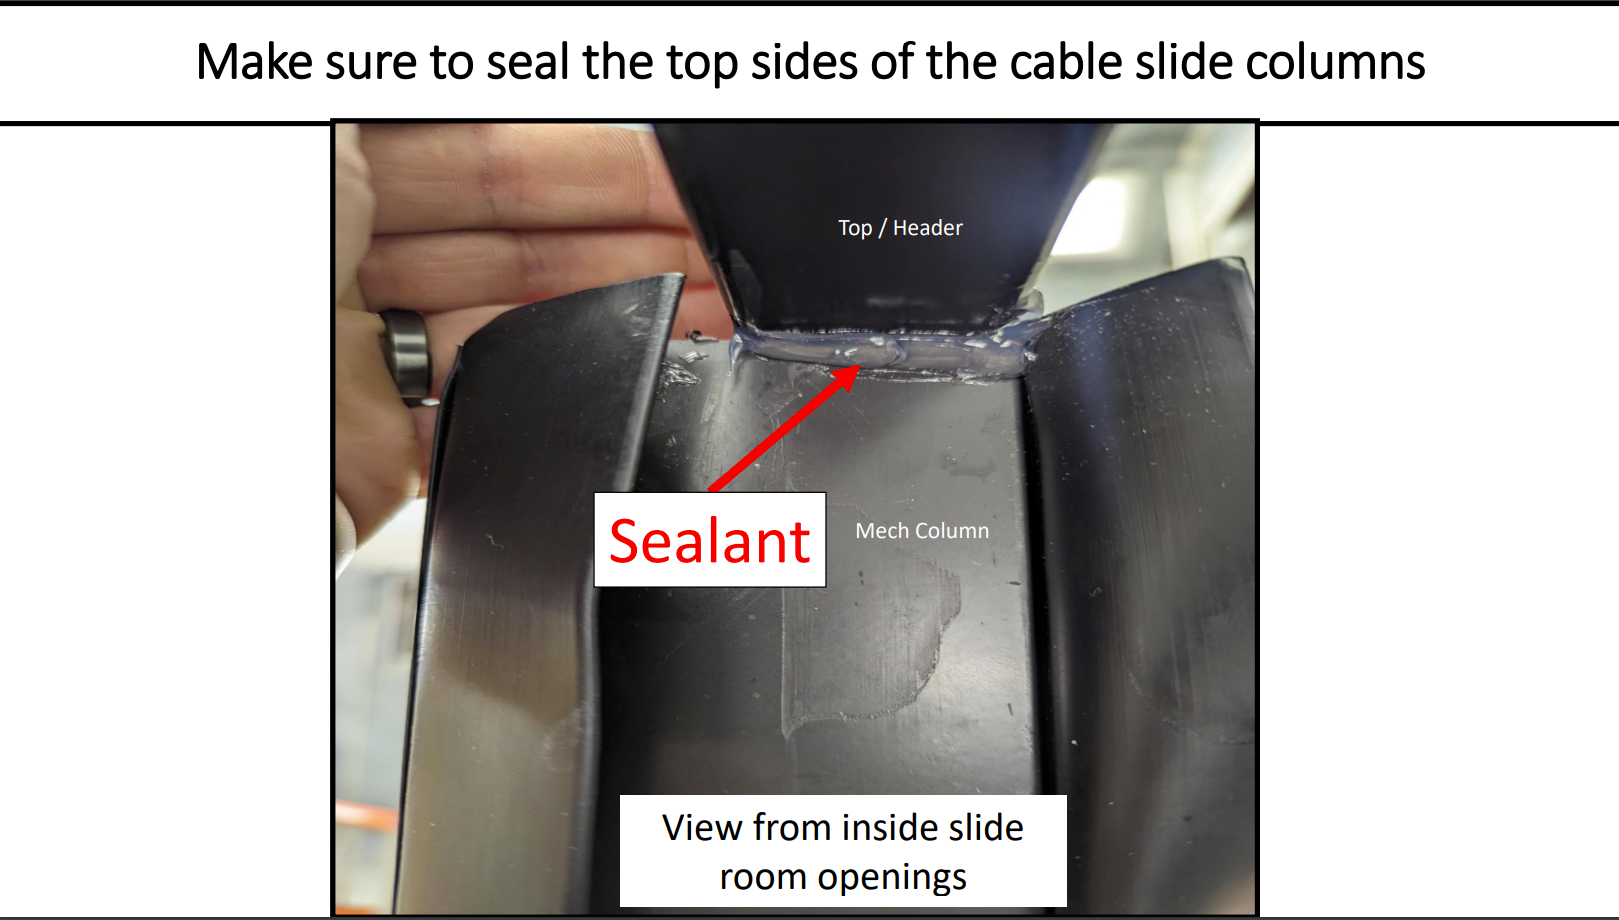 Make sure to seal the top sides of the cable slide columns
Top / Header
Sealant
Mech Column
View from inside slide
room openings